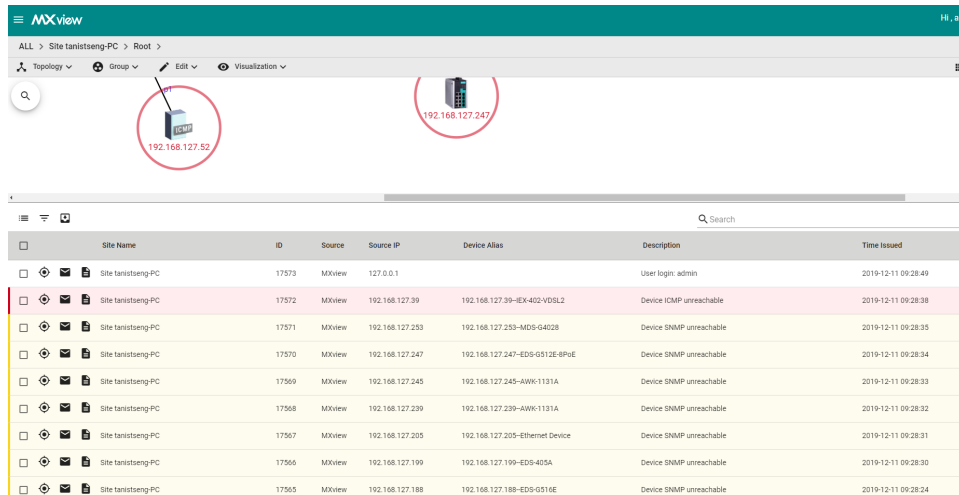 MXview
Hi , a
ALL > Site tanistseng-PC > Root >
Topology Group Edit Visualization
p1
ICMP
192.168.127.52
192.168.127.247
Search
Site Name ID Source Source IP Device Alias Description Time Issued
Site tanistseng-PC 17573 MXview 127.0.0.1 User login: admin 2019-12-11 09:28:49
Site tanistseng-PC 17572 MXview 192.168.127.39 192.168.127.39–IEX-402-VDSL2 Device ICMP unreachable 2019-12-11 09:28:38
Site tanistseng-PC 17571 MXview 192.168.127.253 192.168.127.253–MDS-G4028 Device SNMP unreachable 2019-12-11 09:28:35
Site tanistseng-PC 17570 MXview 192.168.127.247 192.168.127.247–EDS-G512E-8PoE Device SNMP unreachable 2019-12-11 09:28:34
Site tanistseng-PC 17569 MXview 192.168.127.245 192.168.127.245–AWK-1131A Device SNMP unreachable 2019-12-11 09:28:33
Site tanistseng-PC 17568 MXview 192.168.127.239 192.168.127.239–AWK-1131A Device SNMP unreachable 2019-12-11 09:28:32
Site tanistseng-PC 17567 MXview 192.168.127.205 192.168.127.205–Ethernet Device Device SNMP unreachable 2019-12-11 09:28:31
Site tanistseng-PC 17566 MXview 192.168.127.199 192.168.127.199–EDS-405A Device SNMP unreachable 2019-12-11 09:28:30
Site tanistseng-PC 17565 MXview 192.168.127.188 192.168.127.188–EDS-G516E Device SNMP unreachable 2019-12-11 09:28:24